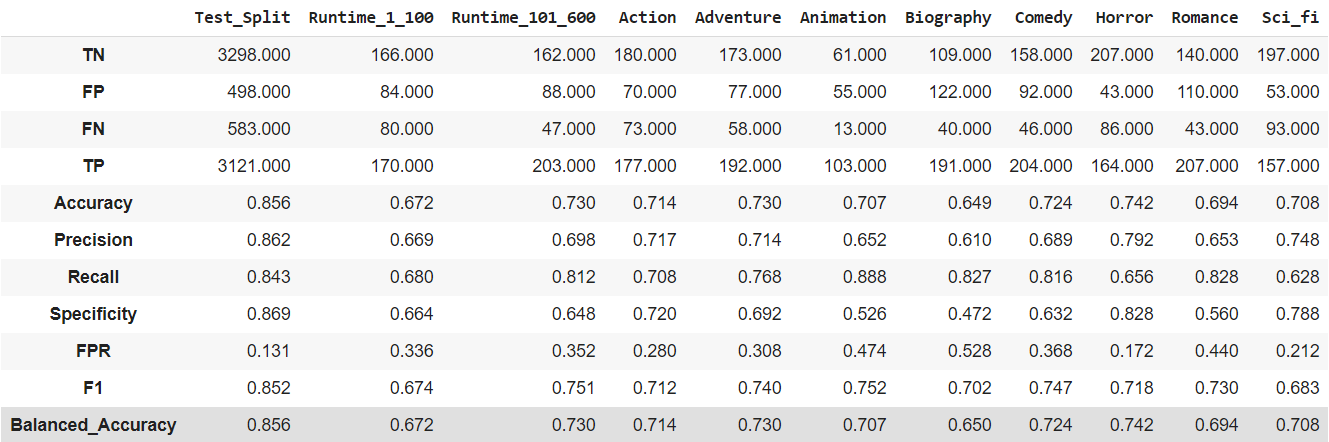 Test_Split Runtime_1_100 Runtime_101_600 Action Adventure Animation Biography Comedy Horror Romance Sci_fi
TN 3298.000 166.000 162.000 180.000 173.000 61.000 109.000 158.000 207.000 140.000 197.000
FP 498.000 84.000 88.000 70.000 77.000 55.000 122.000 92.000 43.000 110.000 53.000
FN 583.000 80.000 47.000 73.000 58.000 13.000 40.000 46.000 86.000 43.000 93.000
TP 3121.000 170.000 203.000 177.000 192.000 103.000 191.000 204.000 164.000 207.000 157.000
Accuracy 0.856 0.672 0.730 0.714 0.730 0.707 0.649 0.724 0.742 0.694 0.708
Precision 0.862 0.669 0.698 0.717 0.714 0.652 0.610 0.689 0.792 0.653 0.748
Recall 0.843 0.680 0.812 0.708 0.768 0.888 0.827 0.816 0.656 0.828 0.628
Specificity 0.869 0.664 0.648 0.720 0.692 0.526 0.472 0.632 0.828 0.560 0.788
FPR 0.131 0.336 0.352 0.280 0.308 0.474 0.528 0.368 0.172 0.440 0.212
F1 0.852 0.674 0.751 0.712 0.740 0.752 0.702 0.747 0.718 0.730 0.683
Balanced_Accuracy 0.856 0.672 0.730 0.714 0.730 0.707 0.650 0.724 0.742 0.694 0.708